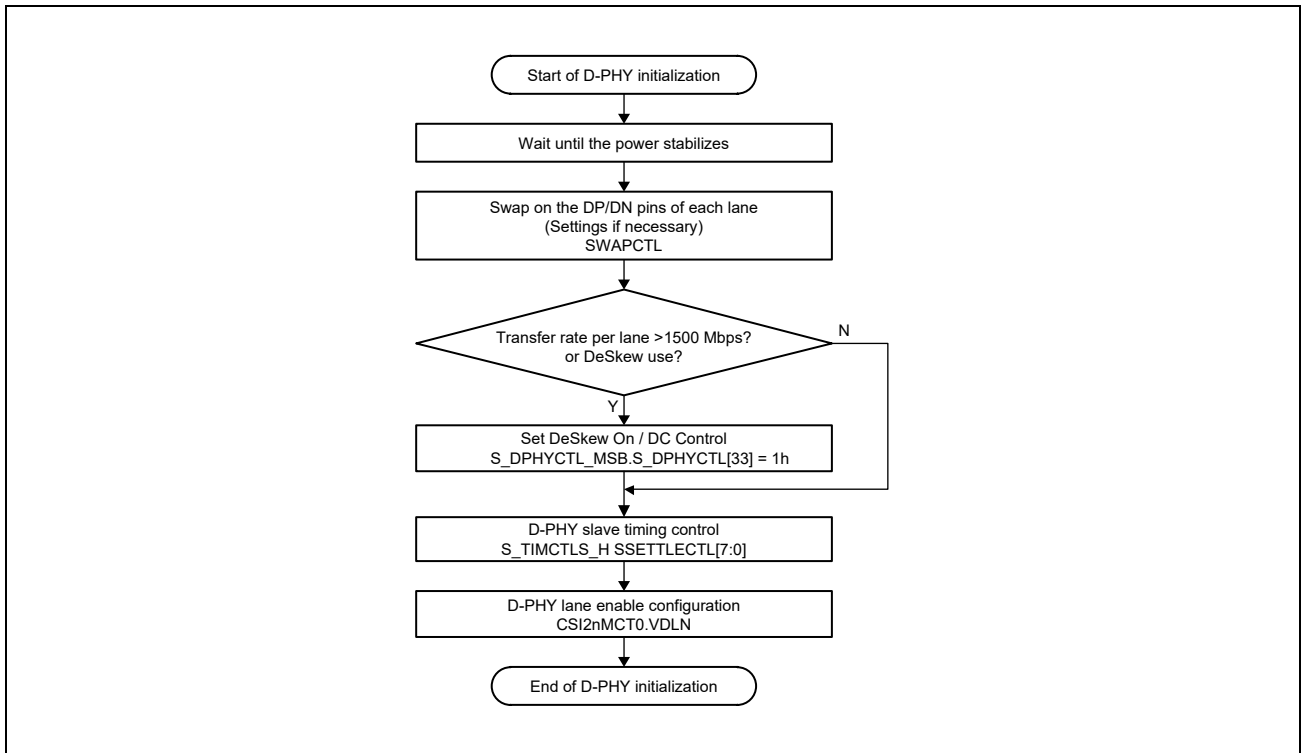 Start of D-PHY initialization
Wait until the power stabilizes
Swap on the DP/DN pins of each lane
(Settings if necessary)
SWAPCTL
Transfer rate per lane >1500 Mbps?
or DeSkew use?
N
Y
Set DeSkew On / DC Control
S_DPHYCTL_MSB.S_DPHYCTL[33] = 1h
D-PHY slave timing control
S_TIMCTLS_H SSETTLECTL[7:0]
D-PHY lane enable configuration
CSI2nMCT0.VDLN
End of D-PHY initialization